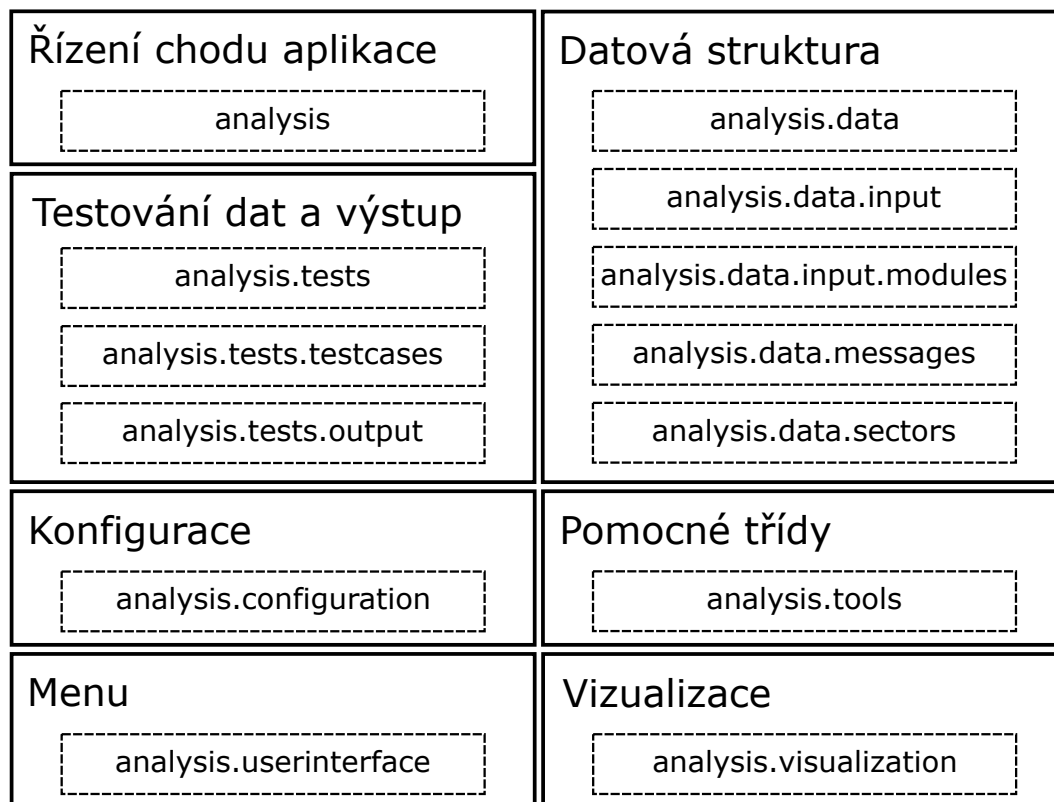 Řízení chodu aplikace
analysis
Testování dat a výstup
analysis.tests
analysis.tests.testcases
analysis.tests.output
Konfigurace
analysis.configuration
Menu
analysis.userinterface
Datová struktura
analysis.data
analysis.data.input
analysis.data.input.modules
analysis.data.messages
analysis.data.sectors
Pomocné třídy
analysis.tools
Vizualizace
analysis.visualization